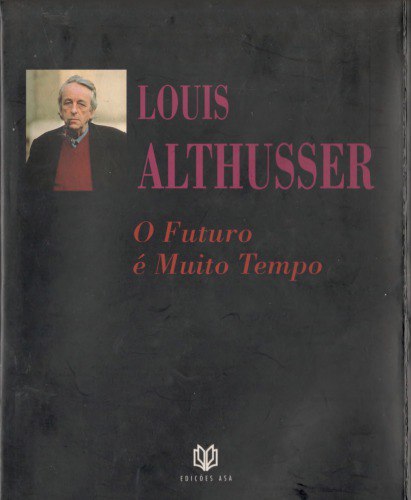 LOUIS
ALTHUSSER
O Futuro
é Muito Tempo
EDIÇÕES ASA